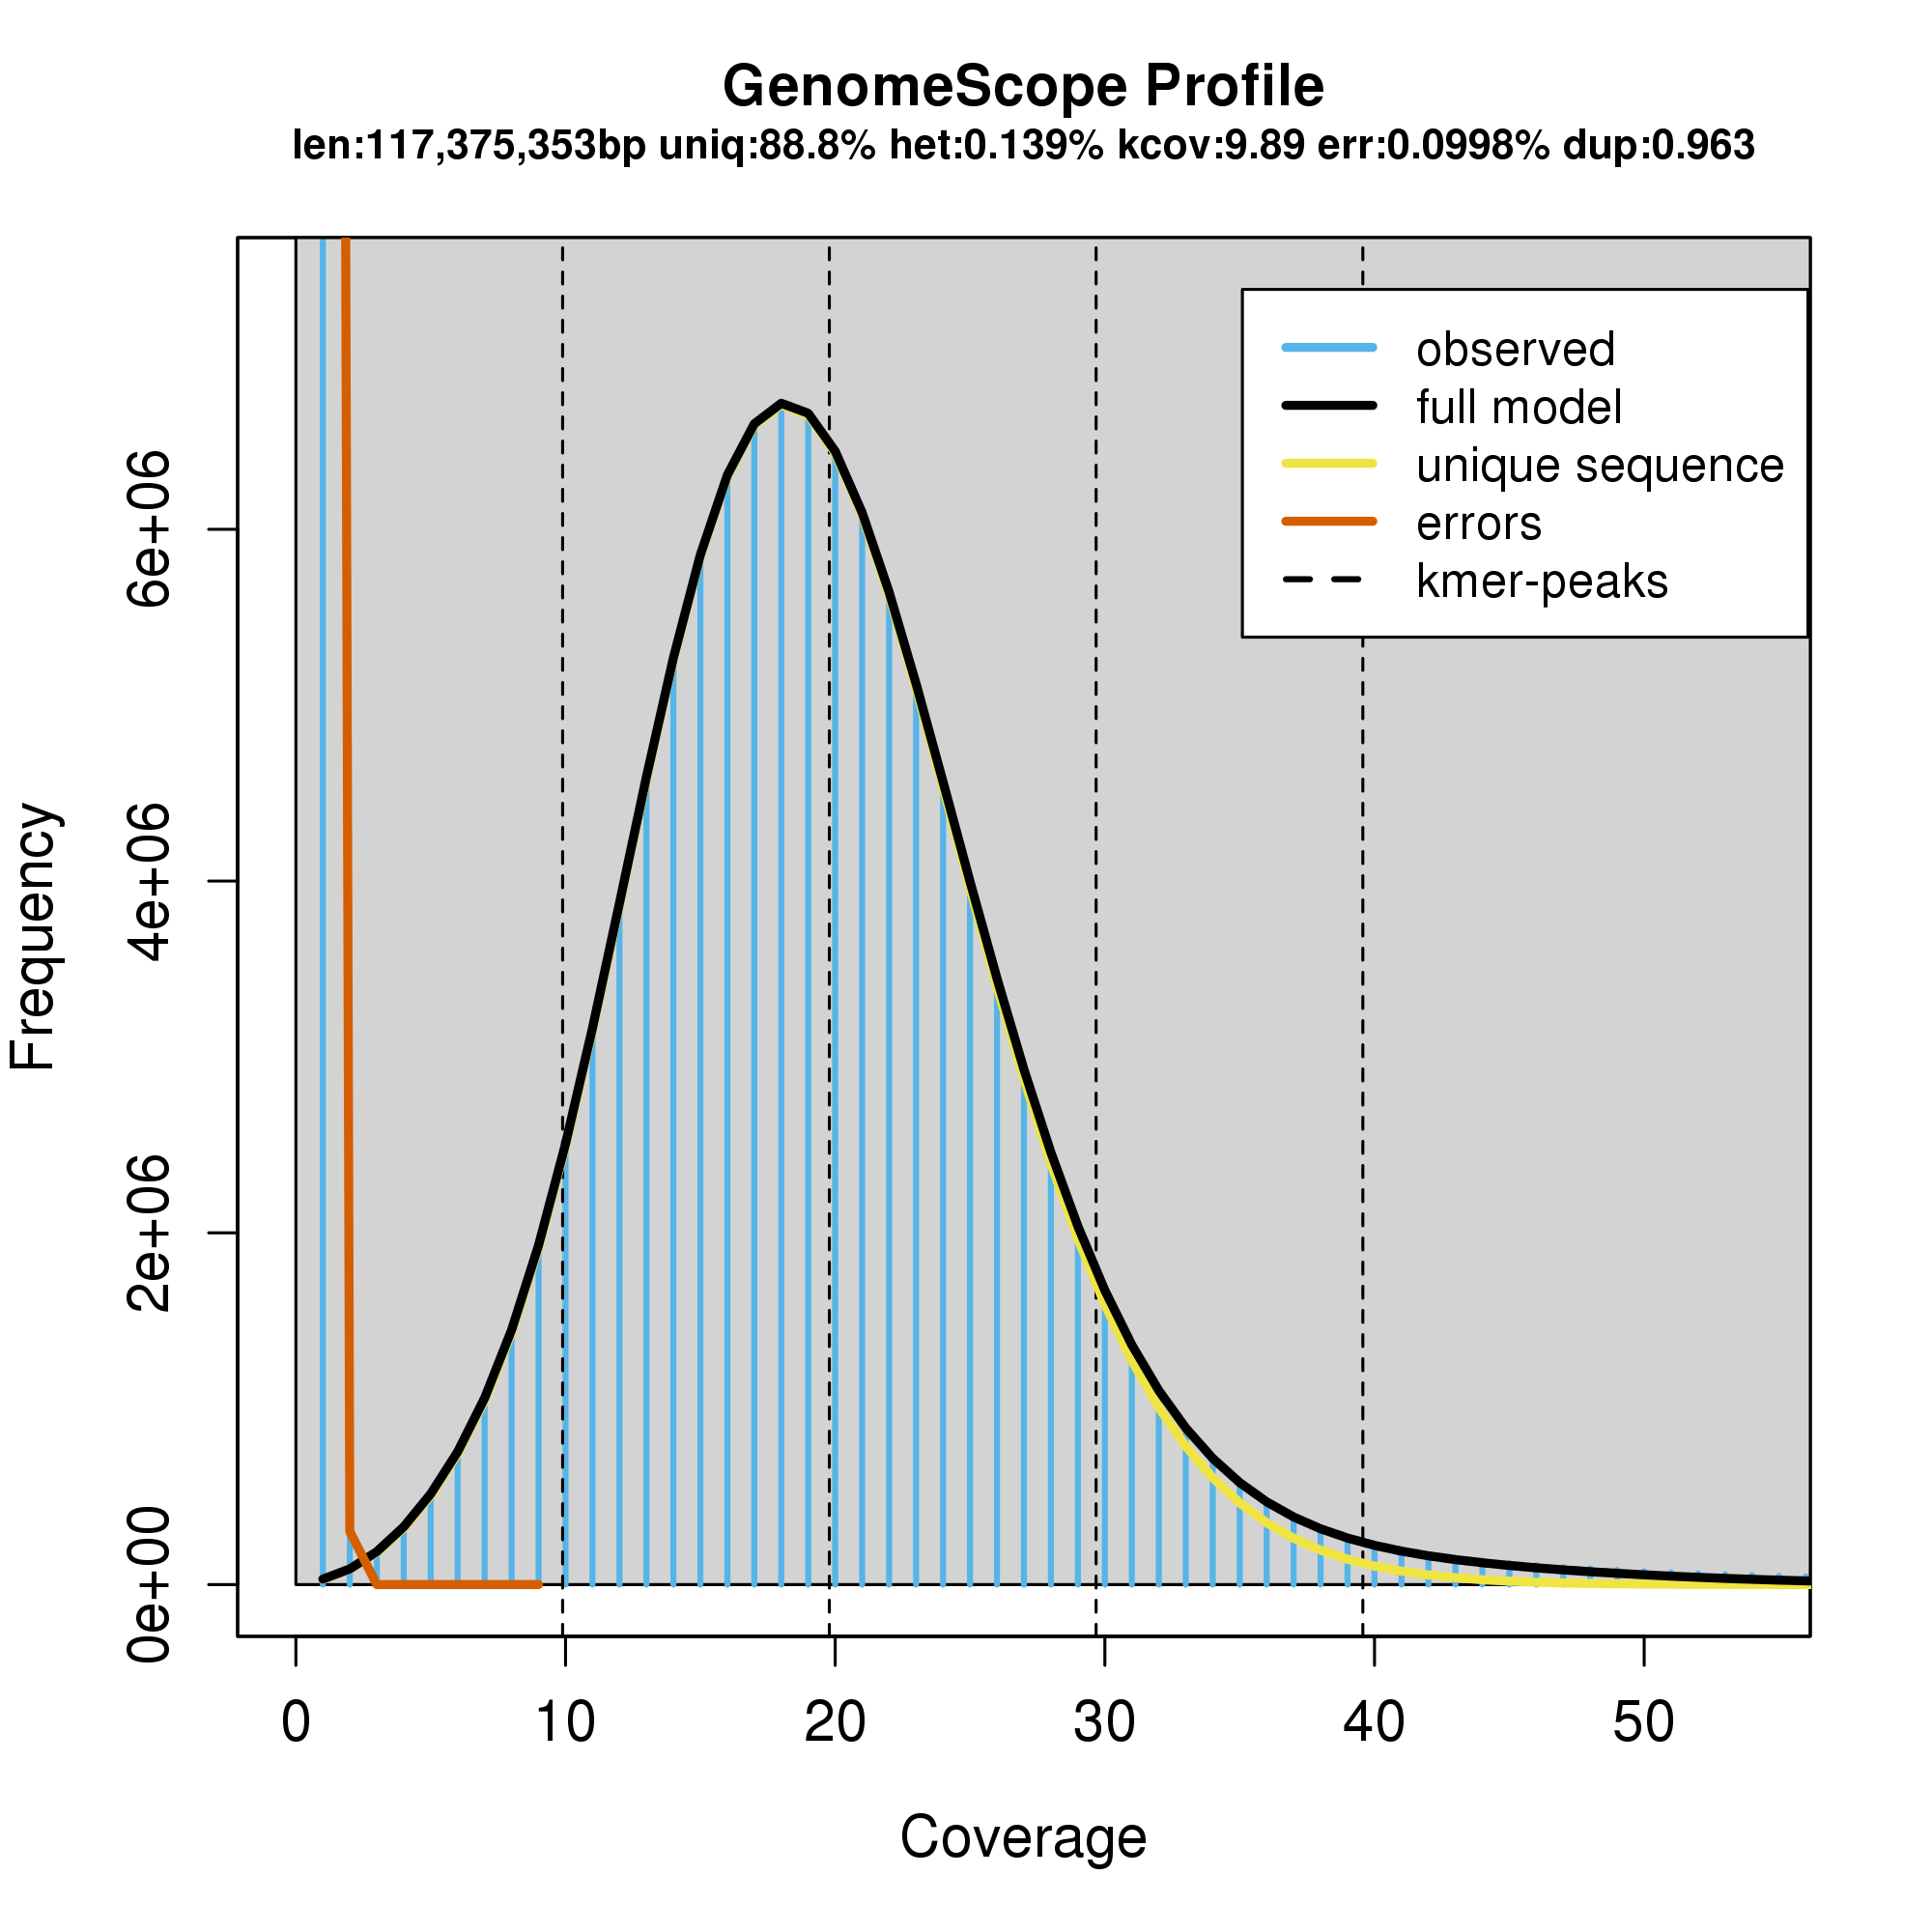 GenomeScope Profile
len:117,375,353bp uniq:88.8% het:0.139% kcov:9.89 err:0.0998% dup:0.963
observed
full model
unique sequence
errors
kmer-peaks
Frequency
6e+06
4e+06
2e+06
0e+00
0 10 20 30 40 50
Coverage